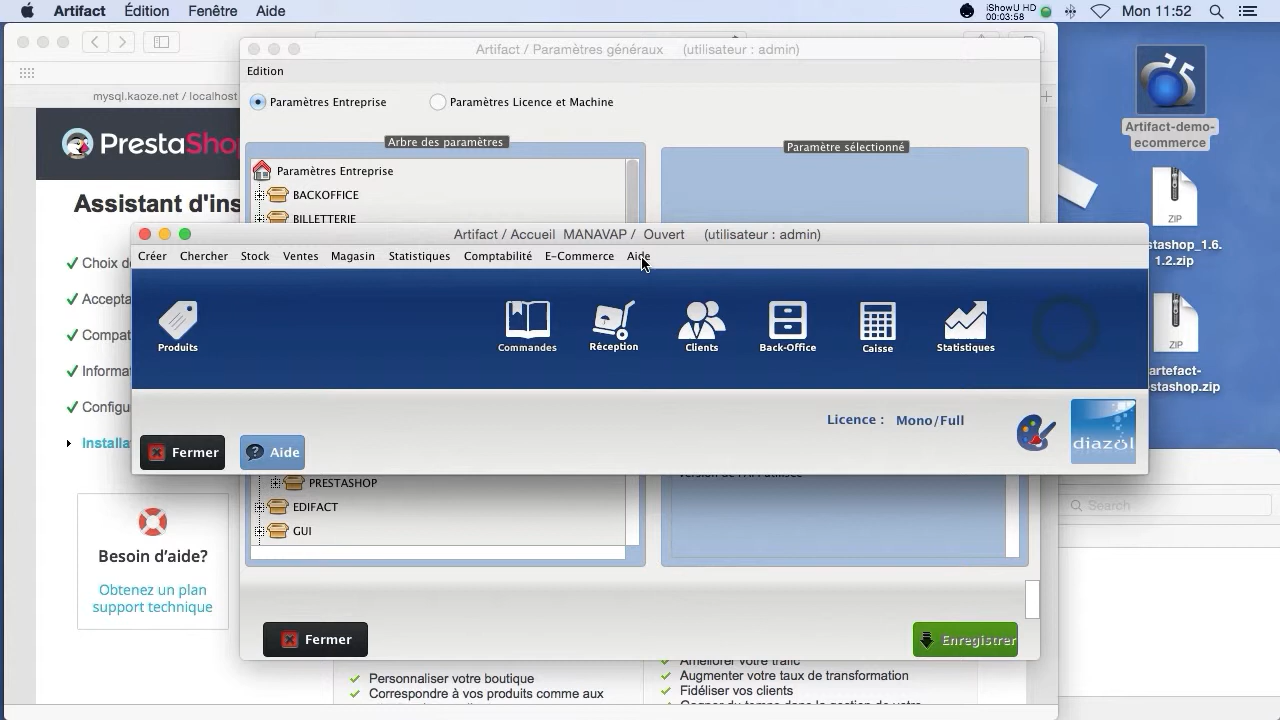 Artifact Édition Fenêtre Aide
iShowU HD
00:03:58
Mon 11:52
Artifact / Paramètres généraux (utilisateur : admin)
Edition
mysql.kaoze.net / localhost
Paramètres Entreprise
Paramètres Licence et Machine
PrestaSho
Arbre des paramètres
Paramètre sélectionné
Paramètres Entreprise
BACKOFFICE
BILLETTERIE
Assistant d'ins
Artifact-demo-
ecommerce
Artifact / Accueil MANAVAP / Ouvert (utilisateur : admin)
Créer Chercher Stock Ventes Magasin Statistiques Comptabilité E-Commerce Aide
ZIP
stashop_1.6.
1.2.zip
Choix d
Accepta
Compat
Informa
Configu
Installa
Produits
Commandes
Réception
Clients
Back-Office
Caisse
Statistiques
ZIP
artefact-
stashop.zip
Licence : Mono/Full
diazol
Fermer
Aide
PRESTASHOP
EDIFACT
GUI
Search
Besoin d'aide?
Obtenez un plan
support technique
Fermer
Enregistrer
Améliorer votre trafic
Personnaliser votre boutique
Augmenter votre taux de transformation
Correspondre à vos produits comme aux
Fidéliser vos clients